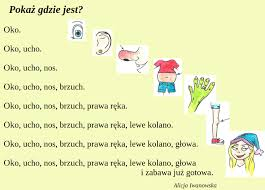 Pokaż gdzie jest?
Oko.
Oko, ucho.
Oko, ucho, nos.
Oko, ucho, nos, brzuch.
Oko, ucho, nos, brzuch, prawa ręka.
Oko, ucho, nos, brzuch, prawa ręka, lewe kolano.
Oko, ucho, nos, brzuch, prawa ręka, lewe kolano, głowa.
Oko, ucho, nos, brzuch, prawa ręka, lewe kolano, głowa
i zabawa już gotowa.
Alicja Iwanowska